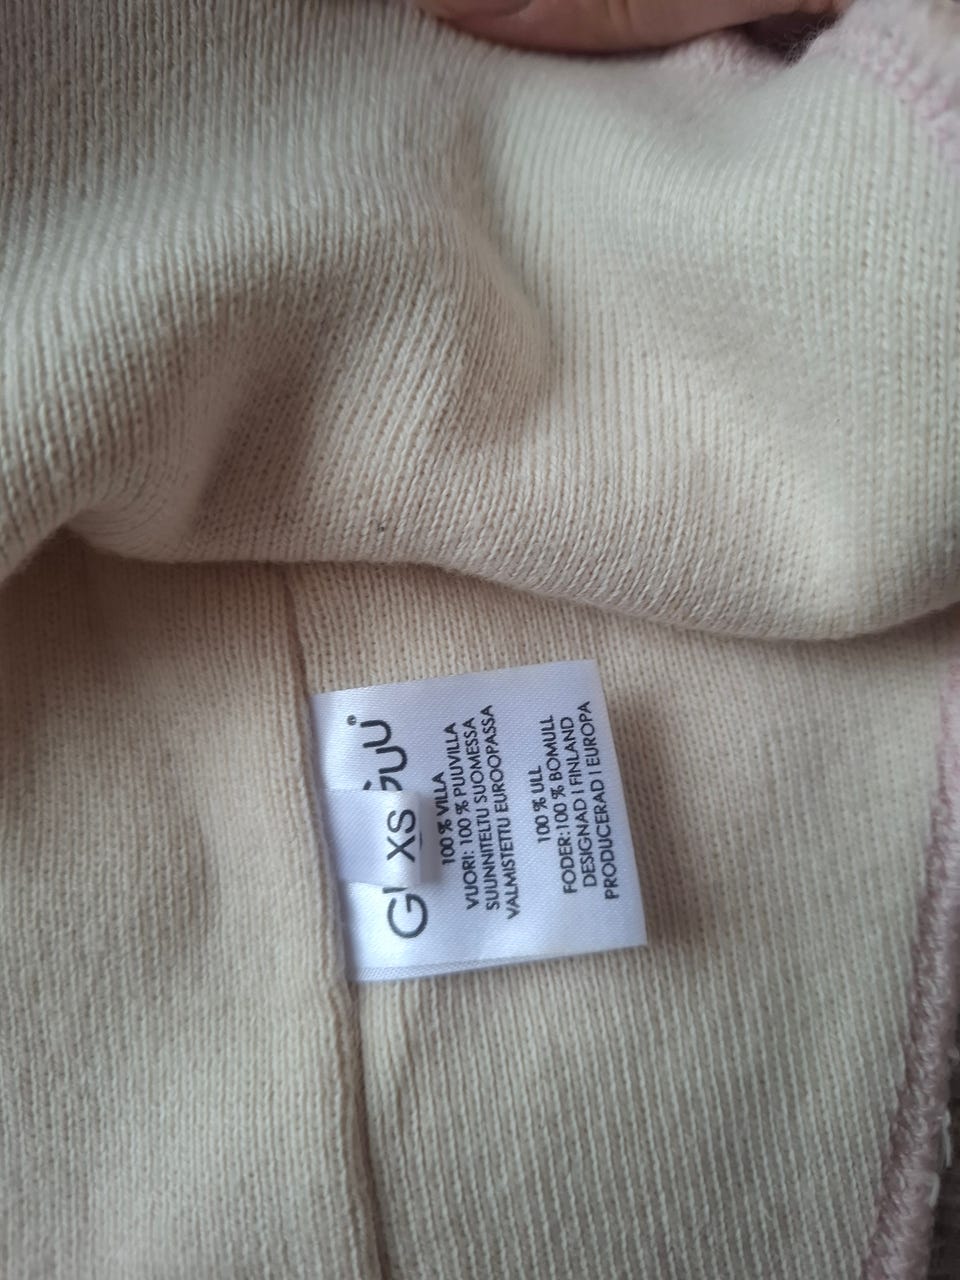 XS
100 % VILLA
VUORI: 100 % PUUVILLA
SUUNNITELTU SUOMESSA
VALMISTETTU EUROOPASSA
100 % ULL
FODER: 100 % BOMULL
DESIGNAD I FINLAND
PRODUCERAD I EUROPA